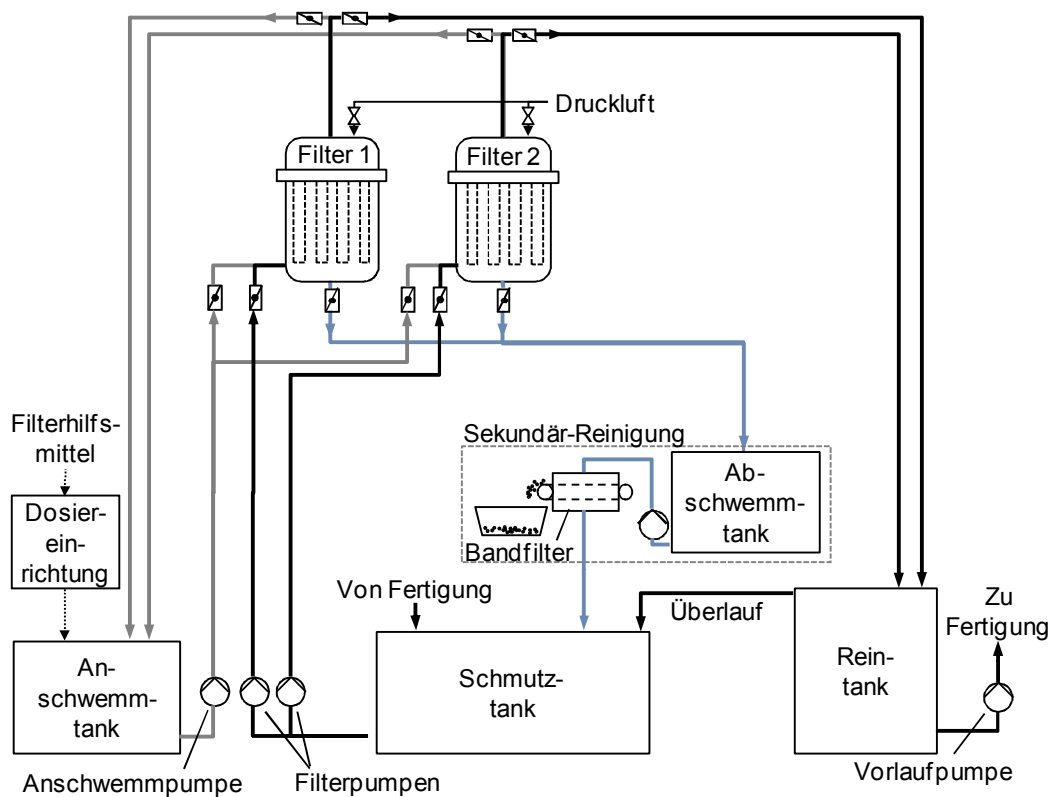 Druckluft
Filter 1
Filter 2
Filterhilfs-
mittel
Dosier-
ein-
richtung
Sekundär-Reinigung
Ab-
schwemm-
tank
Bandfilter
Von Fertigung
Überlauf
Zu
Fertigung
An-
schwemm-
tank
Schmutz-
tank
Rein-
tank
Anschwemmpumpe
Filterpumpen
Vorlaufpumpe